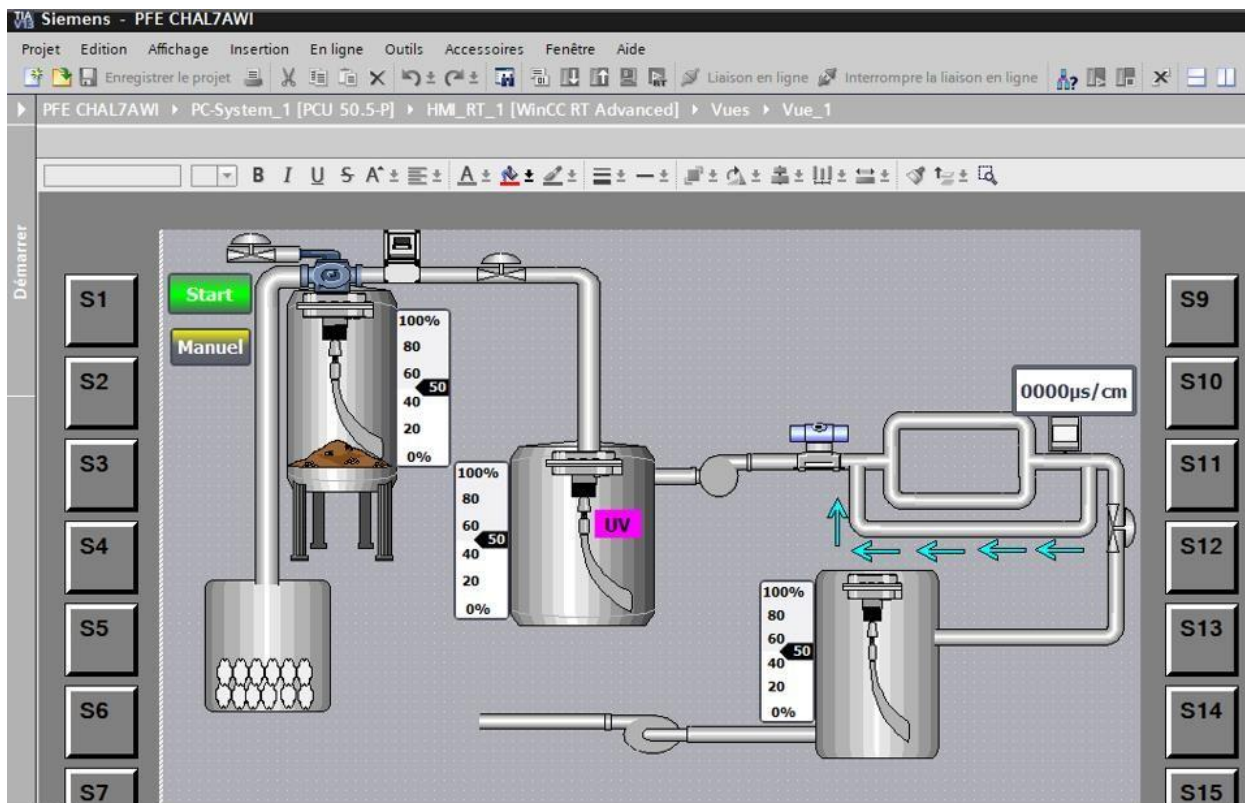 Siemens - PFE CHAL7AWI
Projet Edition Affichage Insertion En ligne Outils Accessoires Fenêtre Aide
Enregistrer le projet Liaison en ligne Interrompre la liaison en ligne
PFE CHAL7AWI PC-System_1 [PCU 50.5-P] HMI_RT_1 [WinCC RT Advanced] Vues Vue_1
B I U S A A
Démarrer
S1
S2
S3
S4
S5
S6
S7
Start
Manuel
100%
80
60
50
40
20
0%
100%
80
60
50
40
20
0%
UV
0000µs/cm
100%
80
60
50
40
20
0%
S9
S10
S11
S12
S13
S14
S15